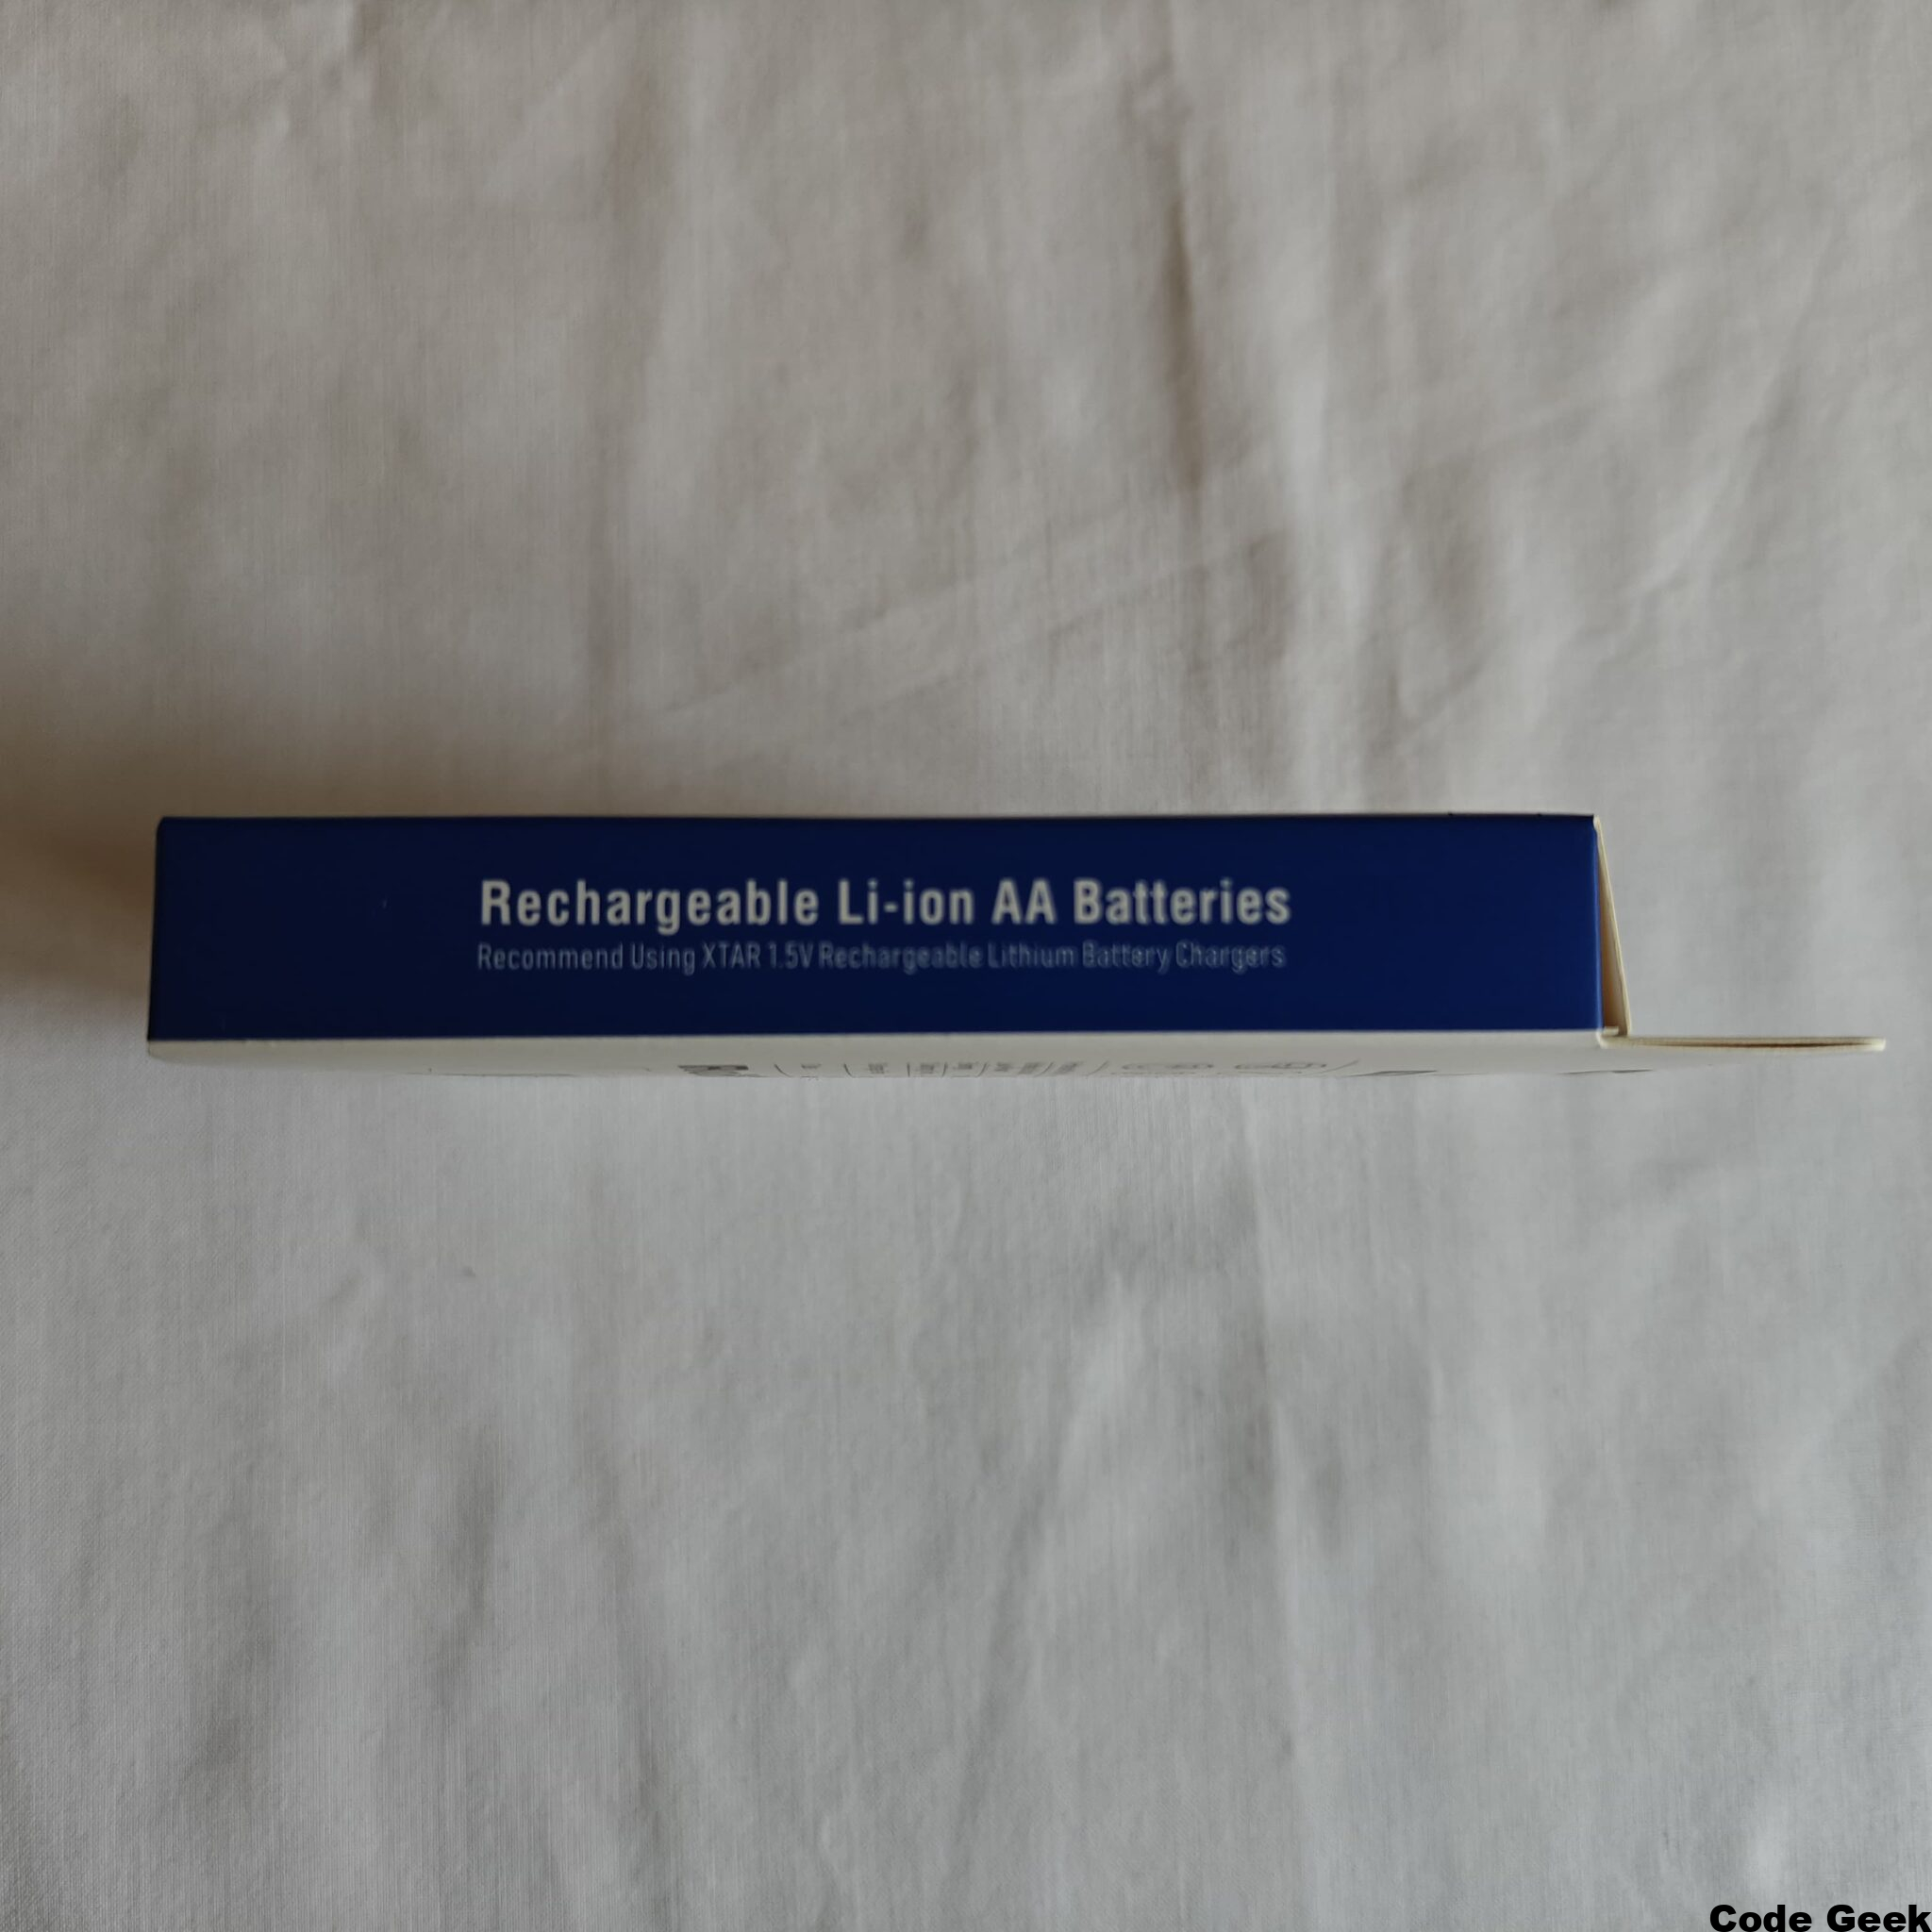 Rechargeable Li-ion AA Batteries
Recommend Using XTAR 1.5V Rechargeable Lithium Battery Chargers
Code Geek